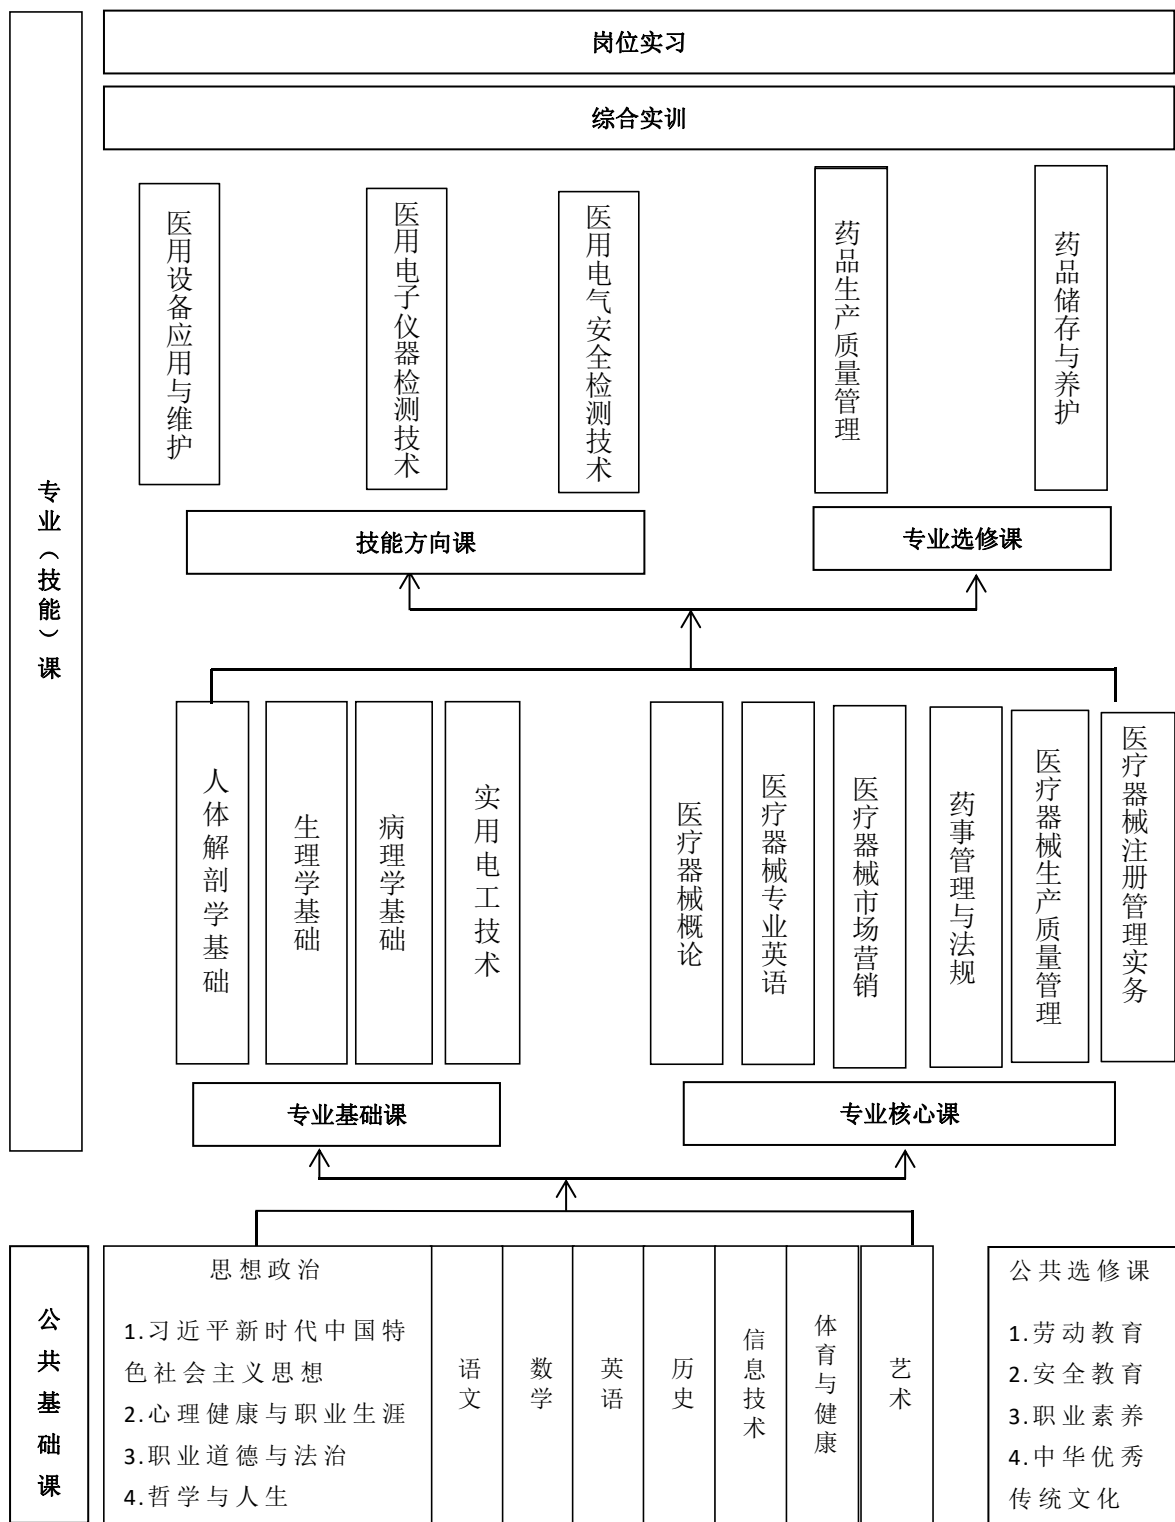 岗位实习
综合实训
医用设备应用与维护
医用电子仪器检测技术
医用电气安全检测技术
药品生产质量管理
药品储存与养护
技能方向课
专业选修课
专业（技能）课
人体解剖学基础
生理学基础
病理学基础
实用电工技术
医疗器械概论
医疗器械专业英语
医疗器械市场营销
药事管理与法规
医疗器械生产质量管理
医疗器械注册管理实务
专业基础课
专业核心课
公共基础课
思想政治
1.习近平新时代中国特
色社会主义思想
2.心理健康与职业生涯
3.职业道德与法治
4.哲学与人生
语文
数学
英语
历史
信息技术
体育与健康
艺术
公共选修课
1.劳动教育
2.安全教育
3.职业素养
4.中华优秀
传统文化